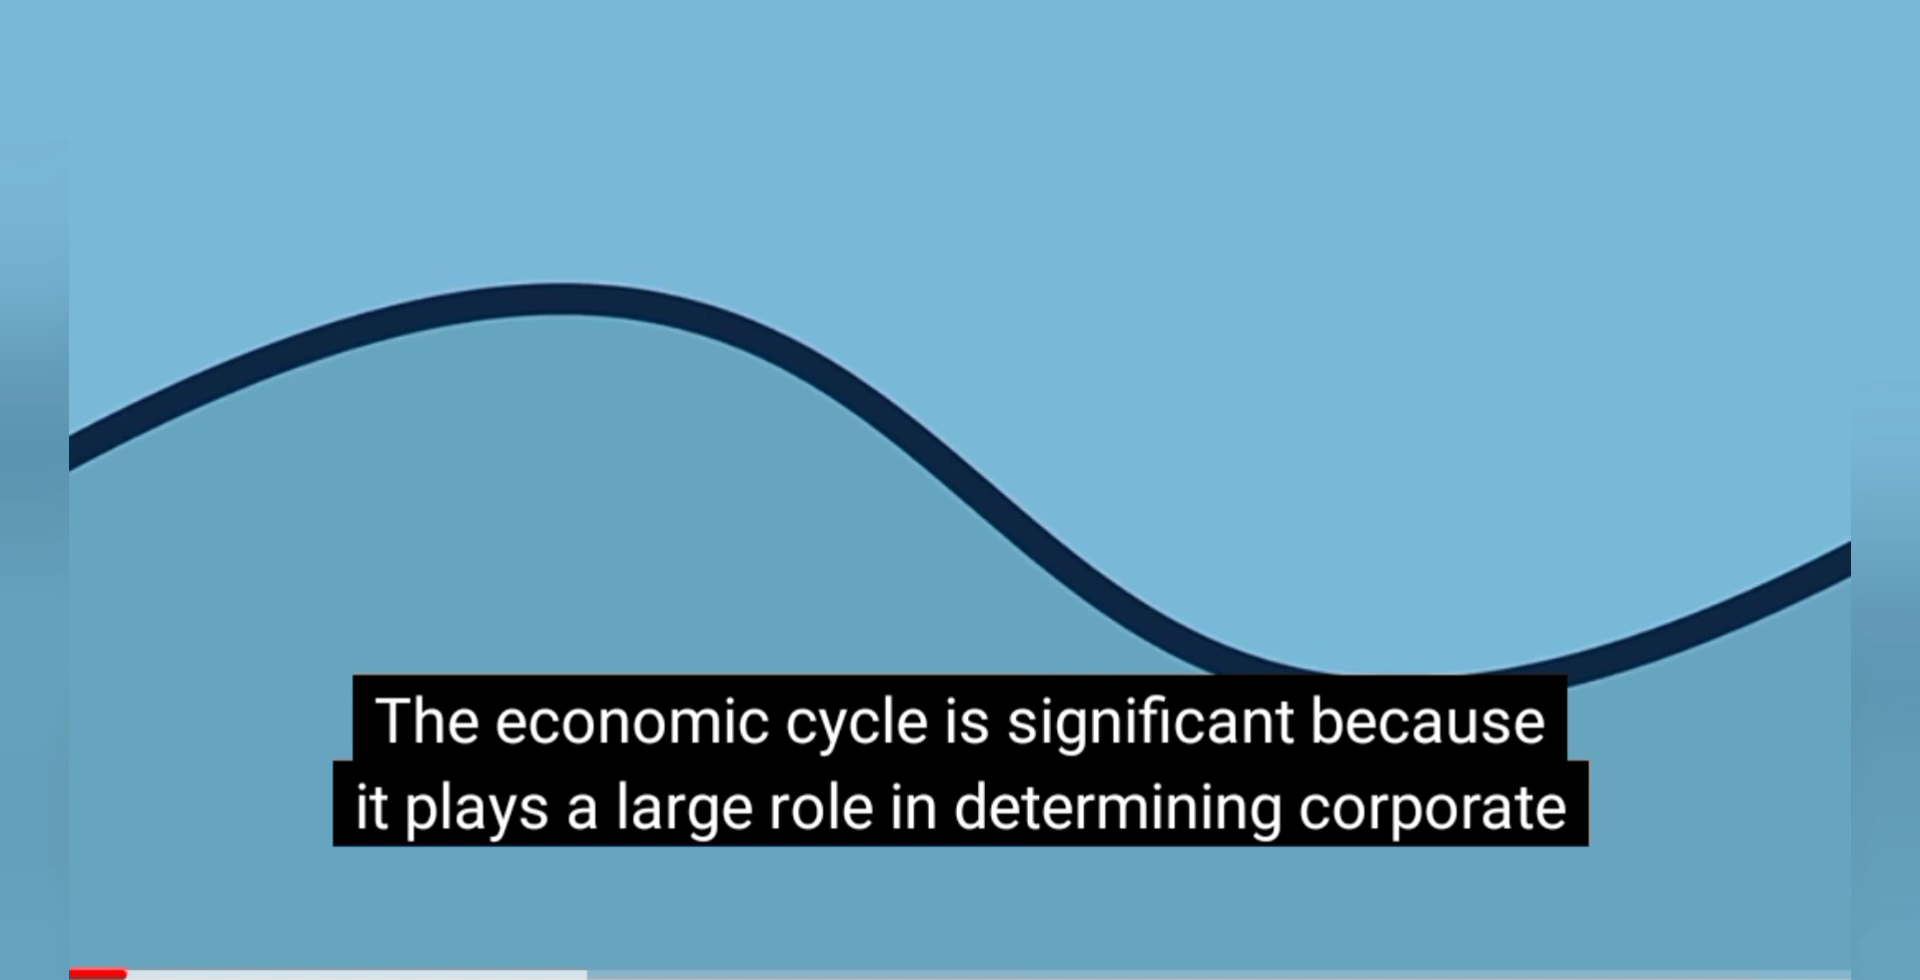 The economic cycle is significant because
it plays a large role in determining corporate